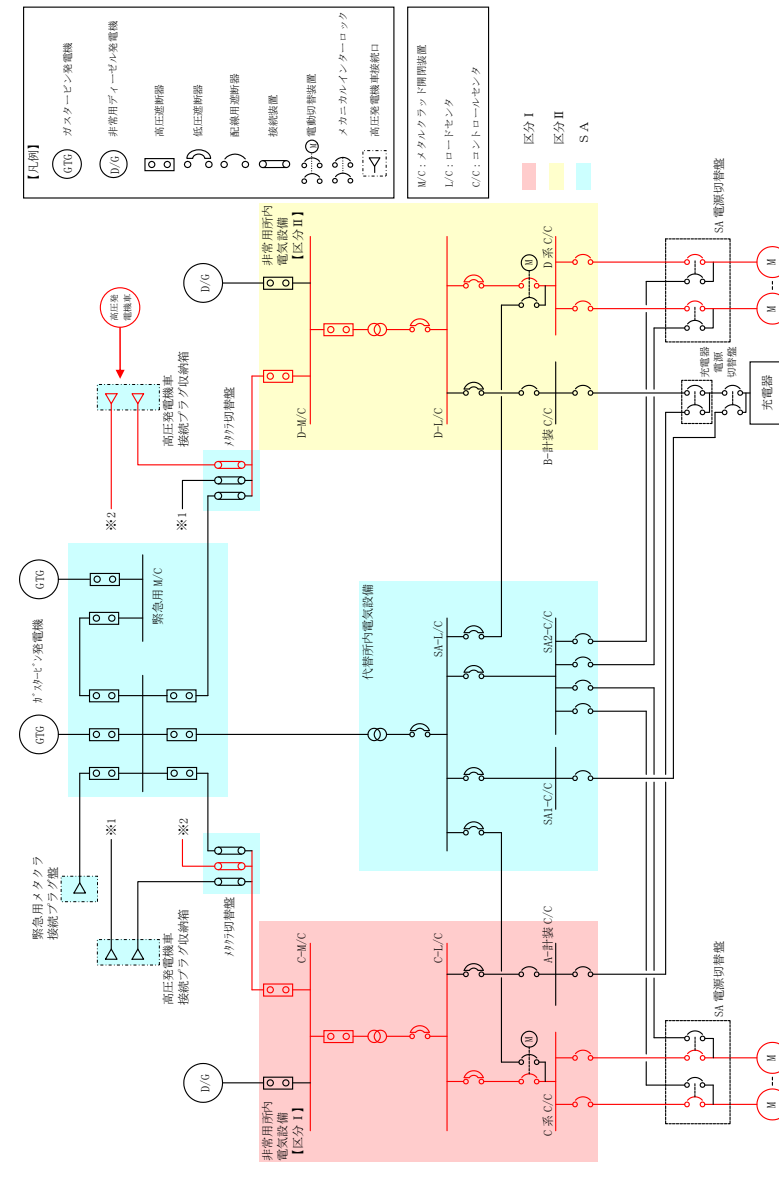 【凡例】
GTG
ガスタービン発電機
D/G
非常用ディーゼル発電機
高圧遮断器
低圧遮断器
配線用遮断器
接続装置
M
電動切替装置
メカニカルインターロック
高圧発電機車接続口
M/C：メタルクラッド開閉装置
L/C：ロードセンタ
C/C：コントロールセンタ
区分Ⅰ
区分Ⅱ
ＳＡ
緊急用メタクラ
接続プラグ盤
GTG
ｶﾞｽﾀｰﾋﾞﾝ発電機
GTG
緊急用 M/C
高圧発
電機車
高圧発電機車
接続プラグ収納箱
※1
※2
ﾒﾀｸﾗ切替盤
高圧発電機車
接続プラグ収納箱
※2
※1
ﾒﾀｸﾗ切替盤
D/G
非常用所内
電気設備
【区分Ⅰ】
C-M/C
C-L/C
M
C 系 C/C
A-計装 C/C
代替所内電気設備
SA-L/C
SA1-C/C
SA2-C/C
D/G
非常用所内
電気設備
【区分Ⅱ】
D-M/C
D-L/C
M
B-計装 C/C
D 系 C/C
SA 電源切替盤
M
M
充電器
電源
切替盤
充電器
SA 電源切替盤
M
M